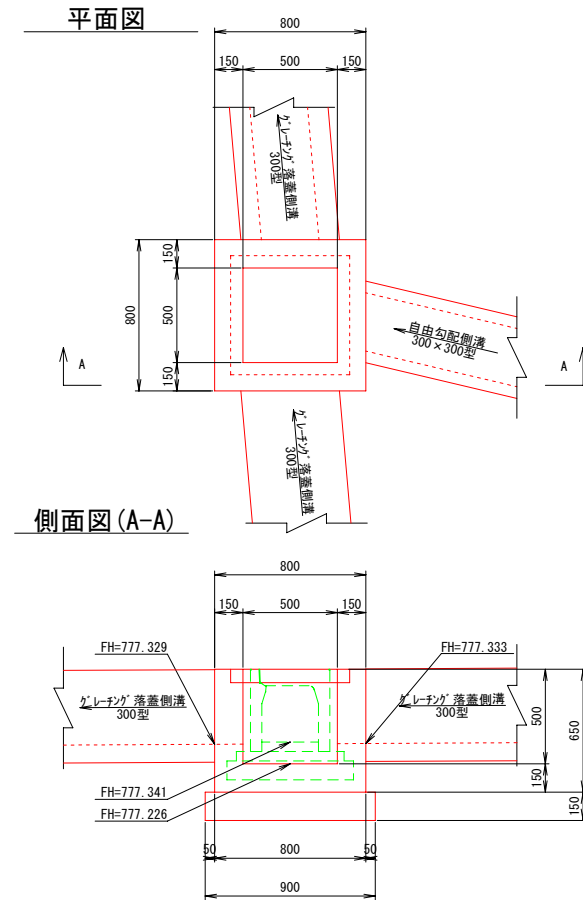 平面図
800
150 500 150
グレーチング落蓋側溝
300型
150
500
800
150
自由勾配側溝
300×300型
A
A
グレーチング落蓋側溝
300型
側面図(A-A)
800
150 500 150
FH=777.329
FH=777.333
グレーチング落蓋側溝
300型
グレーチング落蓋側溝
300型
500
650
150
150
FH=777.341
FH=777.226
50 800 50
900